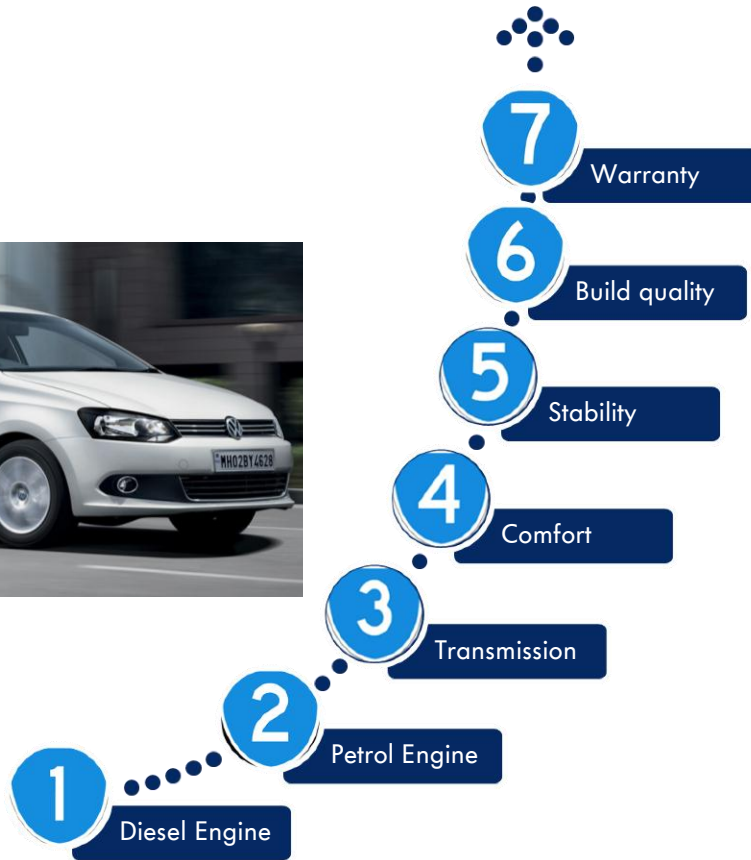 7
Warranty
6
Build quality
5
Stability
MH02BY4628
4
Comfort
3
Transmission
2
Petrol Engine
1
Diesel Engine